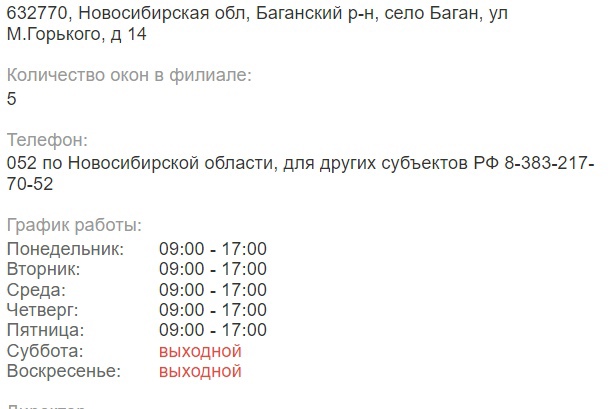 632770, Новосибирская обл, Баганский р-н, село Баган, ул
М.Горького, д 14
Количество окон в филиале:
5
Телефон:
052 по Новосибирской области, для других субъектов РФ 8-383-217-
70-52
График работы:
Понедельник: 09:00 - 17:00
Вторник: 09:00 - 17:00
Среда: 09:00 - 17:00
Четверг: 09:00 - 17:00
Пятница: 09:00 - 17:00
Суббота: выходной
Воскресенье: выходной